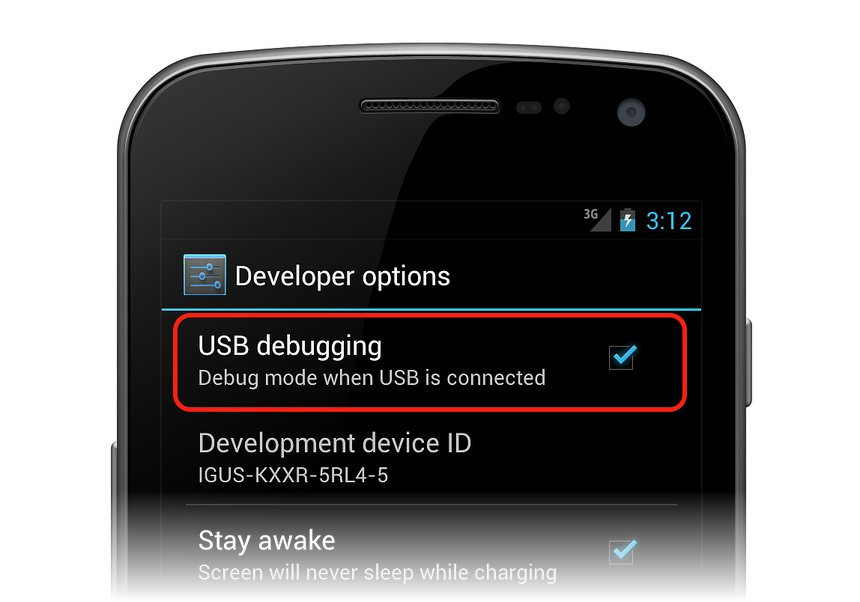 3G 3:12
Developer options
USB debugging
Debug mode when USB is connected
Development device ID
IGUS-KXXR-5RL4-5
Stay awake
Screen will never sleep while charging